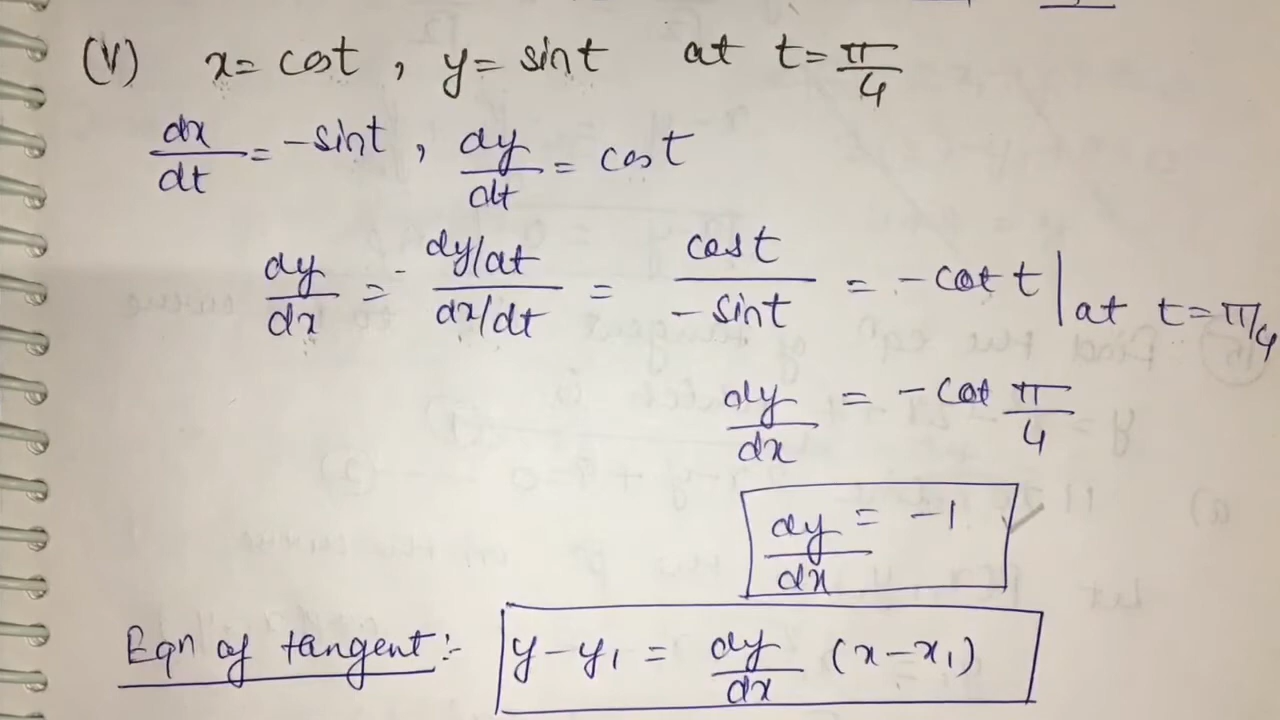 (V) x = cost , y = sint at t = π/4
dx/dt = -sint , dy/dt = cost
dy/dx = dy/dt / dx/dt = cost / -sint = -cot t | at t = π/4
dy/dx = -cot π/4
dy/dx = -1
Eqn of tangent:- y - y₁ = dy/dx (x - x₁)